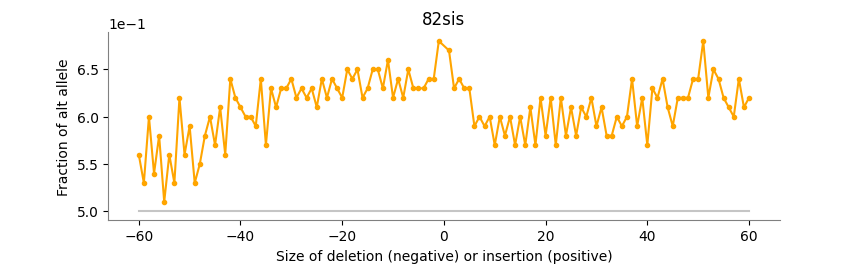 82sis
1e−1
6.5
6.0
5.5
5.0
Fraction of alt allele
−60 −40 −20 0 20 40 60
Size of deletion (negative) or insertion (positive)